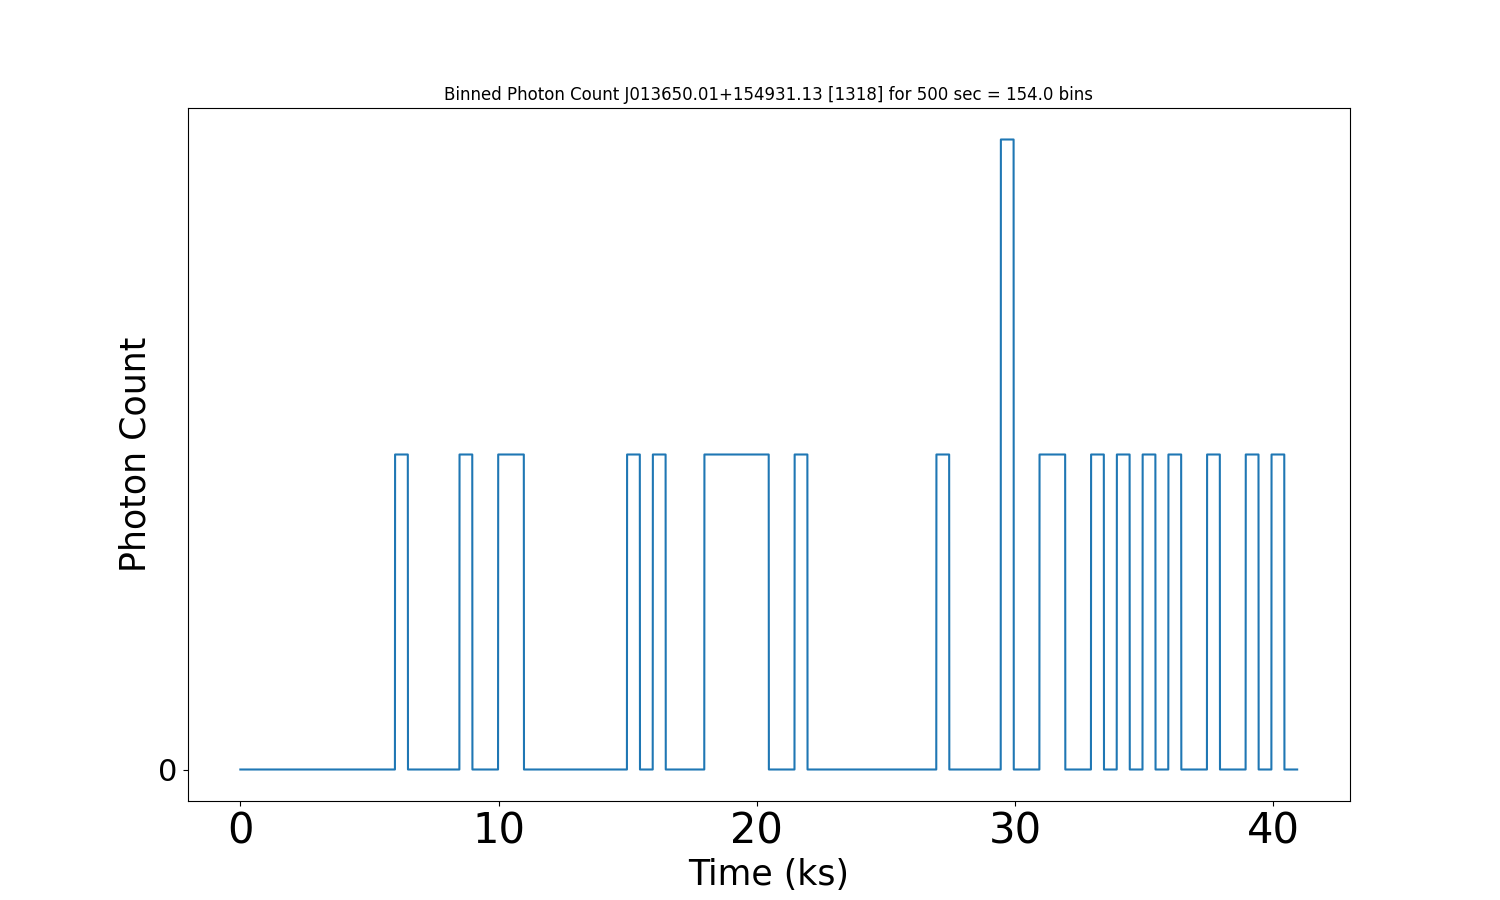 Binned Photon Count J013650.01+154931.13 [1318] for 500 sec = 154.0 bins
Photon Count
0
0 10 20 30 40
Time (ks)